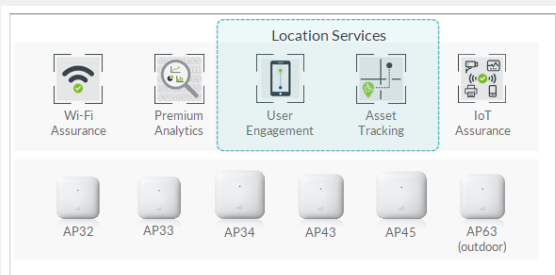 Location Services
Wi-Fi
Assurance
Premium
Analytics
User
Engagement
Asset
Tracking
IoT
Assurance
AP32
AP33
AP34
AP43
AP45
AP63
(outdoor)